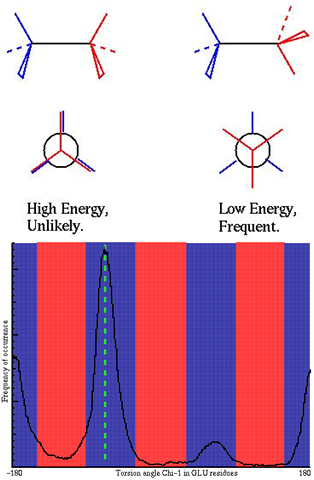 High Energy,
Unlikely.
Low Energy,
Frequent.
Frequency of occurrence
-180
Torsion angle Chi-1 in GLU residues
180